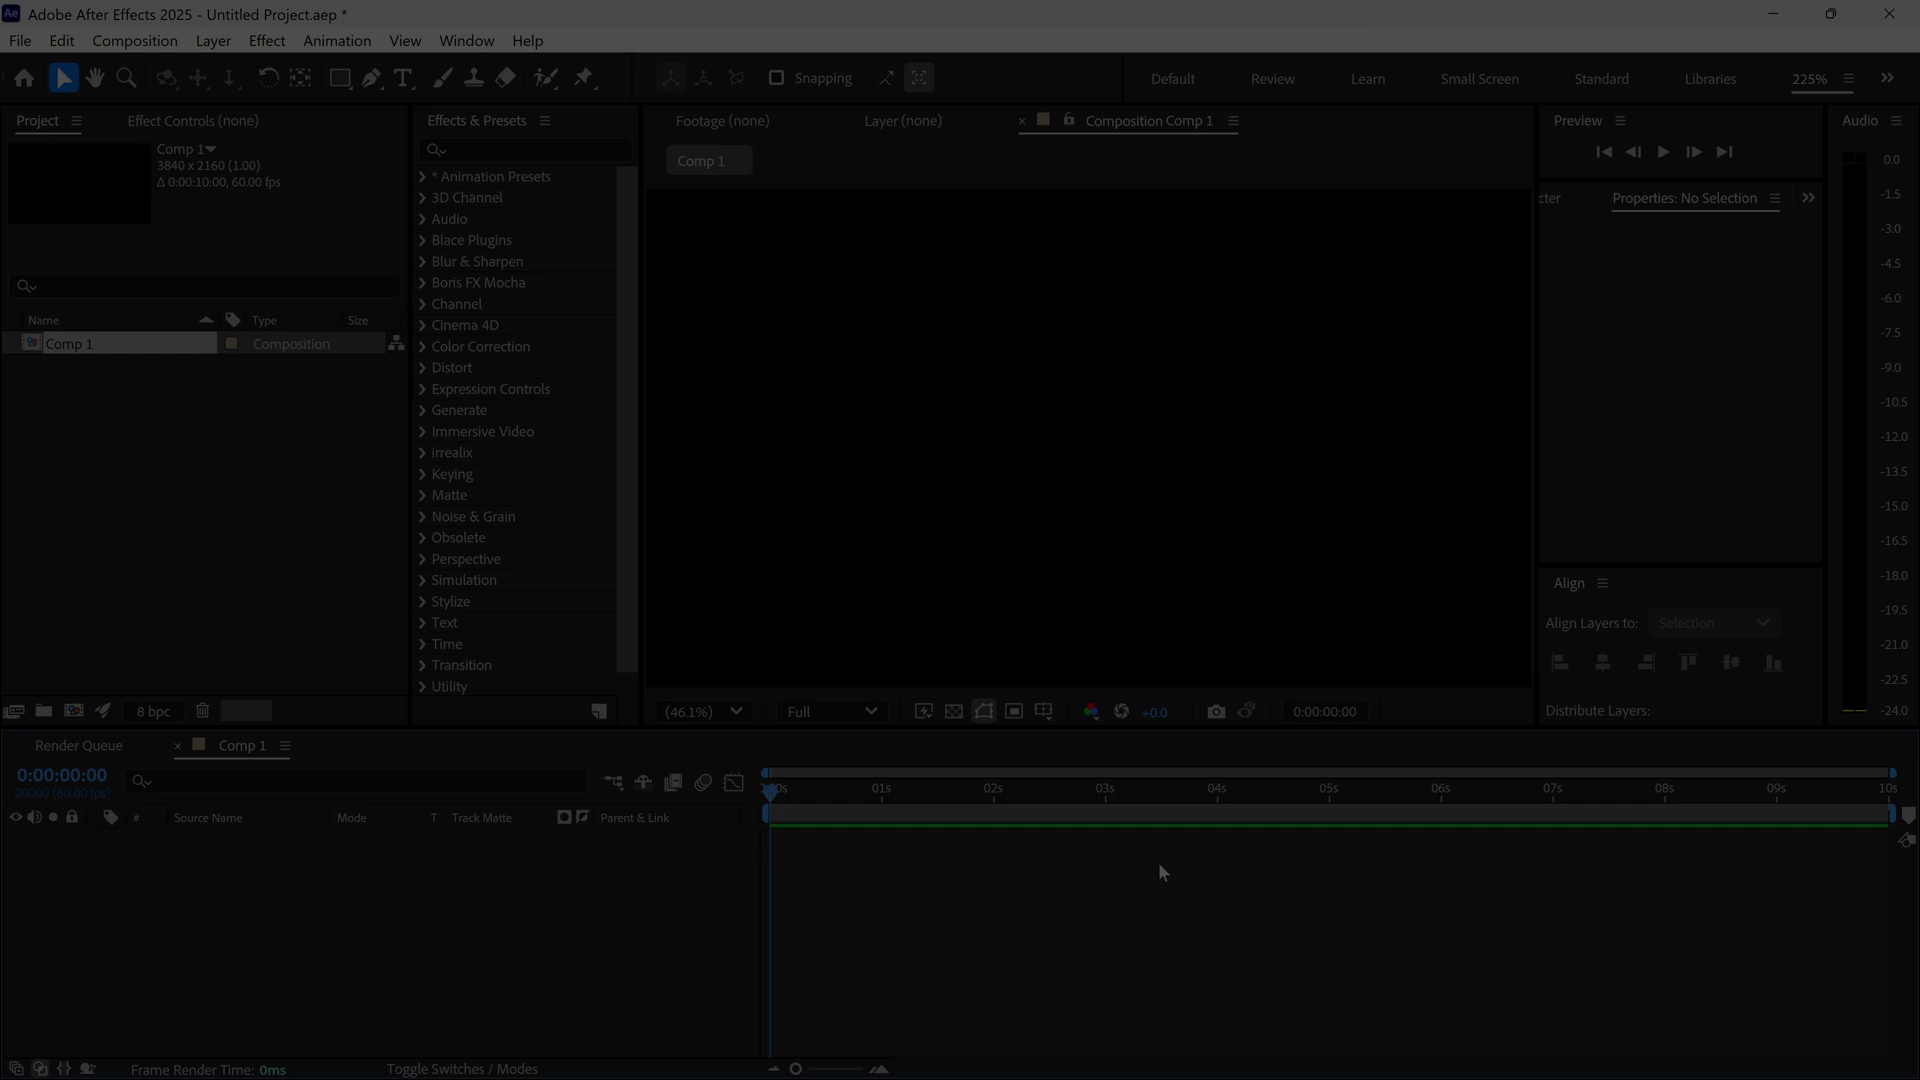 Ae Adobe After Effects 2025 - Untitled Project.aep *
File Edit Composition Layer Effect Animation View Window Help
Snapping Default Review Learn Small Screen Standard Libraries 225%
Project Effect Controls (none)
Comp 1
3840 x 2160 (1.00)
Δ 0:00:10:00, 60.00 fps
Name Type Size
Comp 1 Composition
8 bpc
Effects & Presets
* Animation Presets
3D Channel
Audio
Blace Plugins
Blur & Sharpen
Boris FX Mocha
Channel
Cinema 4D
Color Correction
Distort
Expression Controls
Generate
Immersive Video
irrealix
Keying
Matte
Noise & Grain
Obsolete
Perspective
Simulation
Stylize
Text
Time
Transition
Utility
Footage (none) Layer (none) × Composition Comp 1
Comp 1
(46.1%) Full +0.0 0:00:00:00
Preview
cter Properties: No Selection
Align
Align Layers to: Selection
Distribute Layers:
Audio
0.0
-1.5
-3.0
-4.5
-6.0
-7.5
-9.0
-10.5
-12.0
-13.5
-15.0
-16.5
-18.0
-19.5
-21.0
-22.5
-24.0
Render Queue × Comp 1
0:00:00:00
00000 (60.00 fps)
# Source Name Mode T Track Matte Parent & Link
01s 02s 03s 04s 05s 06s 07s 08s 09s 10s
Frame Render Time: 0ms Toggle Switches / Modes